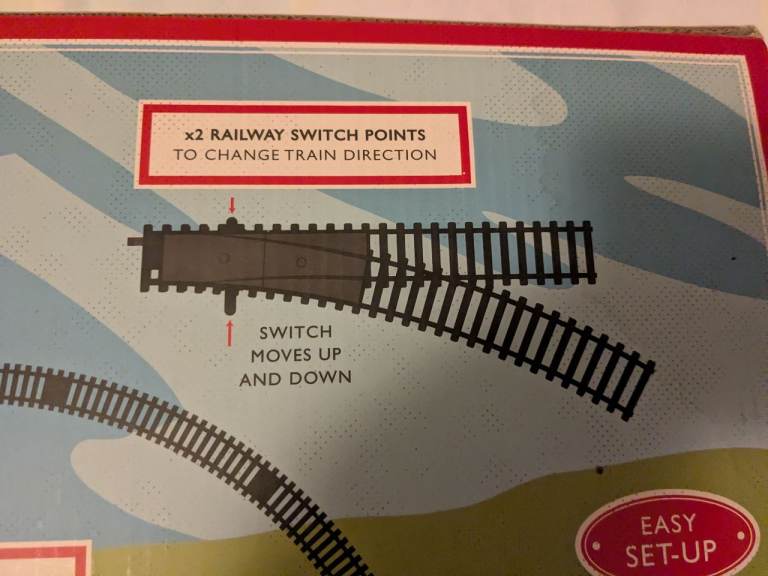 x2 RAILWAY SWITCH POINTS
TO CHANGE TRAIN DIRECTION
SWITCH
MOVES UP
AND DOWN
EASY
SET-UP